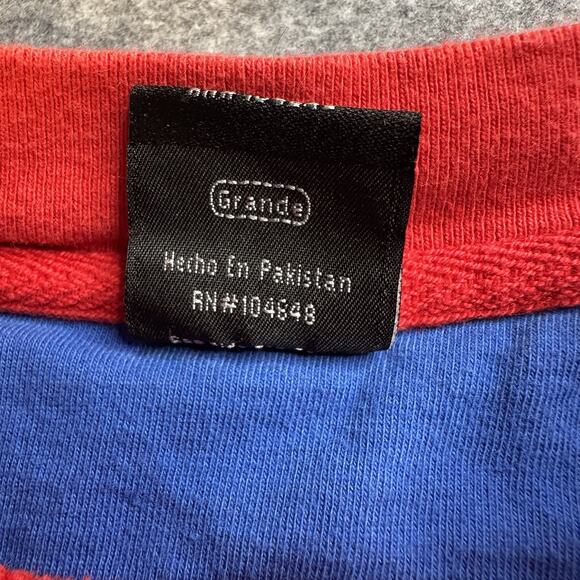 Grande
Hecho En Pakistan
RN#104648